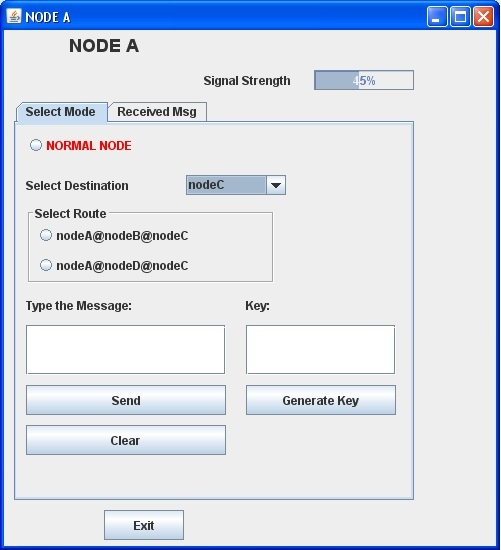 NODE A
NODE A
Signal Strength 45%
Select Mode Received Msg
NORMAL NODE
Select Destination nodeC
Select Route
nodeA@nodeB@nodeC
nodeA@nodeD@nodeC
Type the Message: Key:
Send Generate Key
Clear
Exit